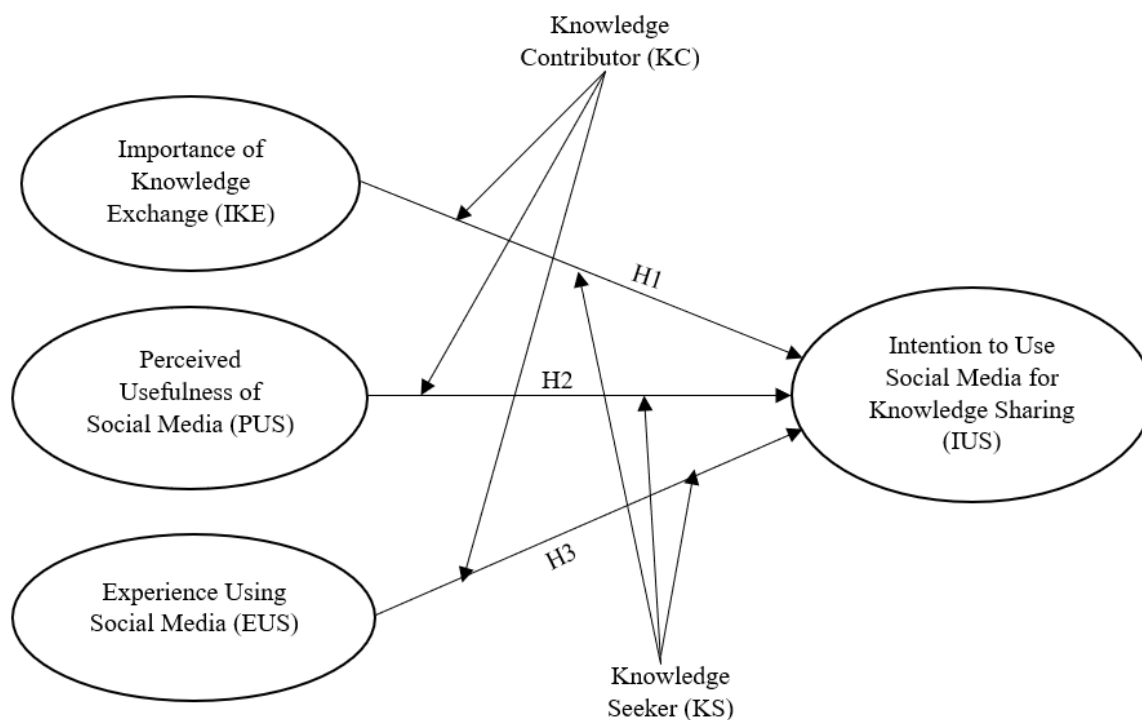 Knowledge
Contributor (KC)
Importance of
Knowledge
Exchange (IKE)
H1
Perceived
Usefulness of
Social Media (PUS)
H2
Intention to Use
Social Media for
Knowledge Sharing
(IUS)
H3
Experience Using
Social Media (EUS)
Knowledge
Seeker (KS)